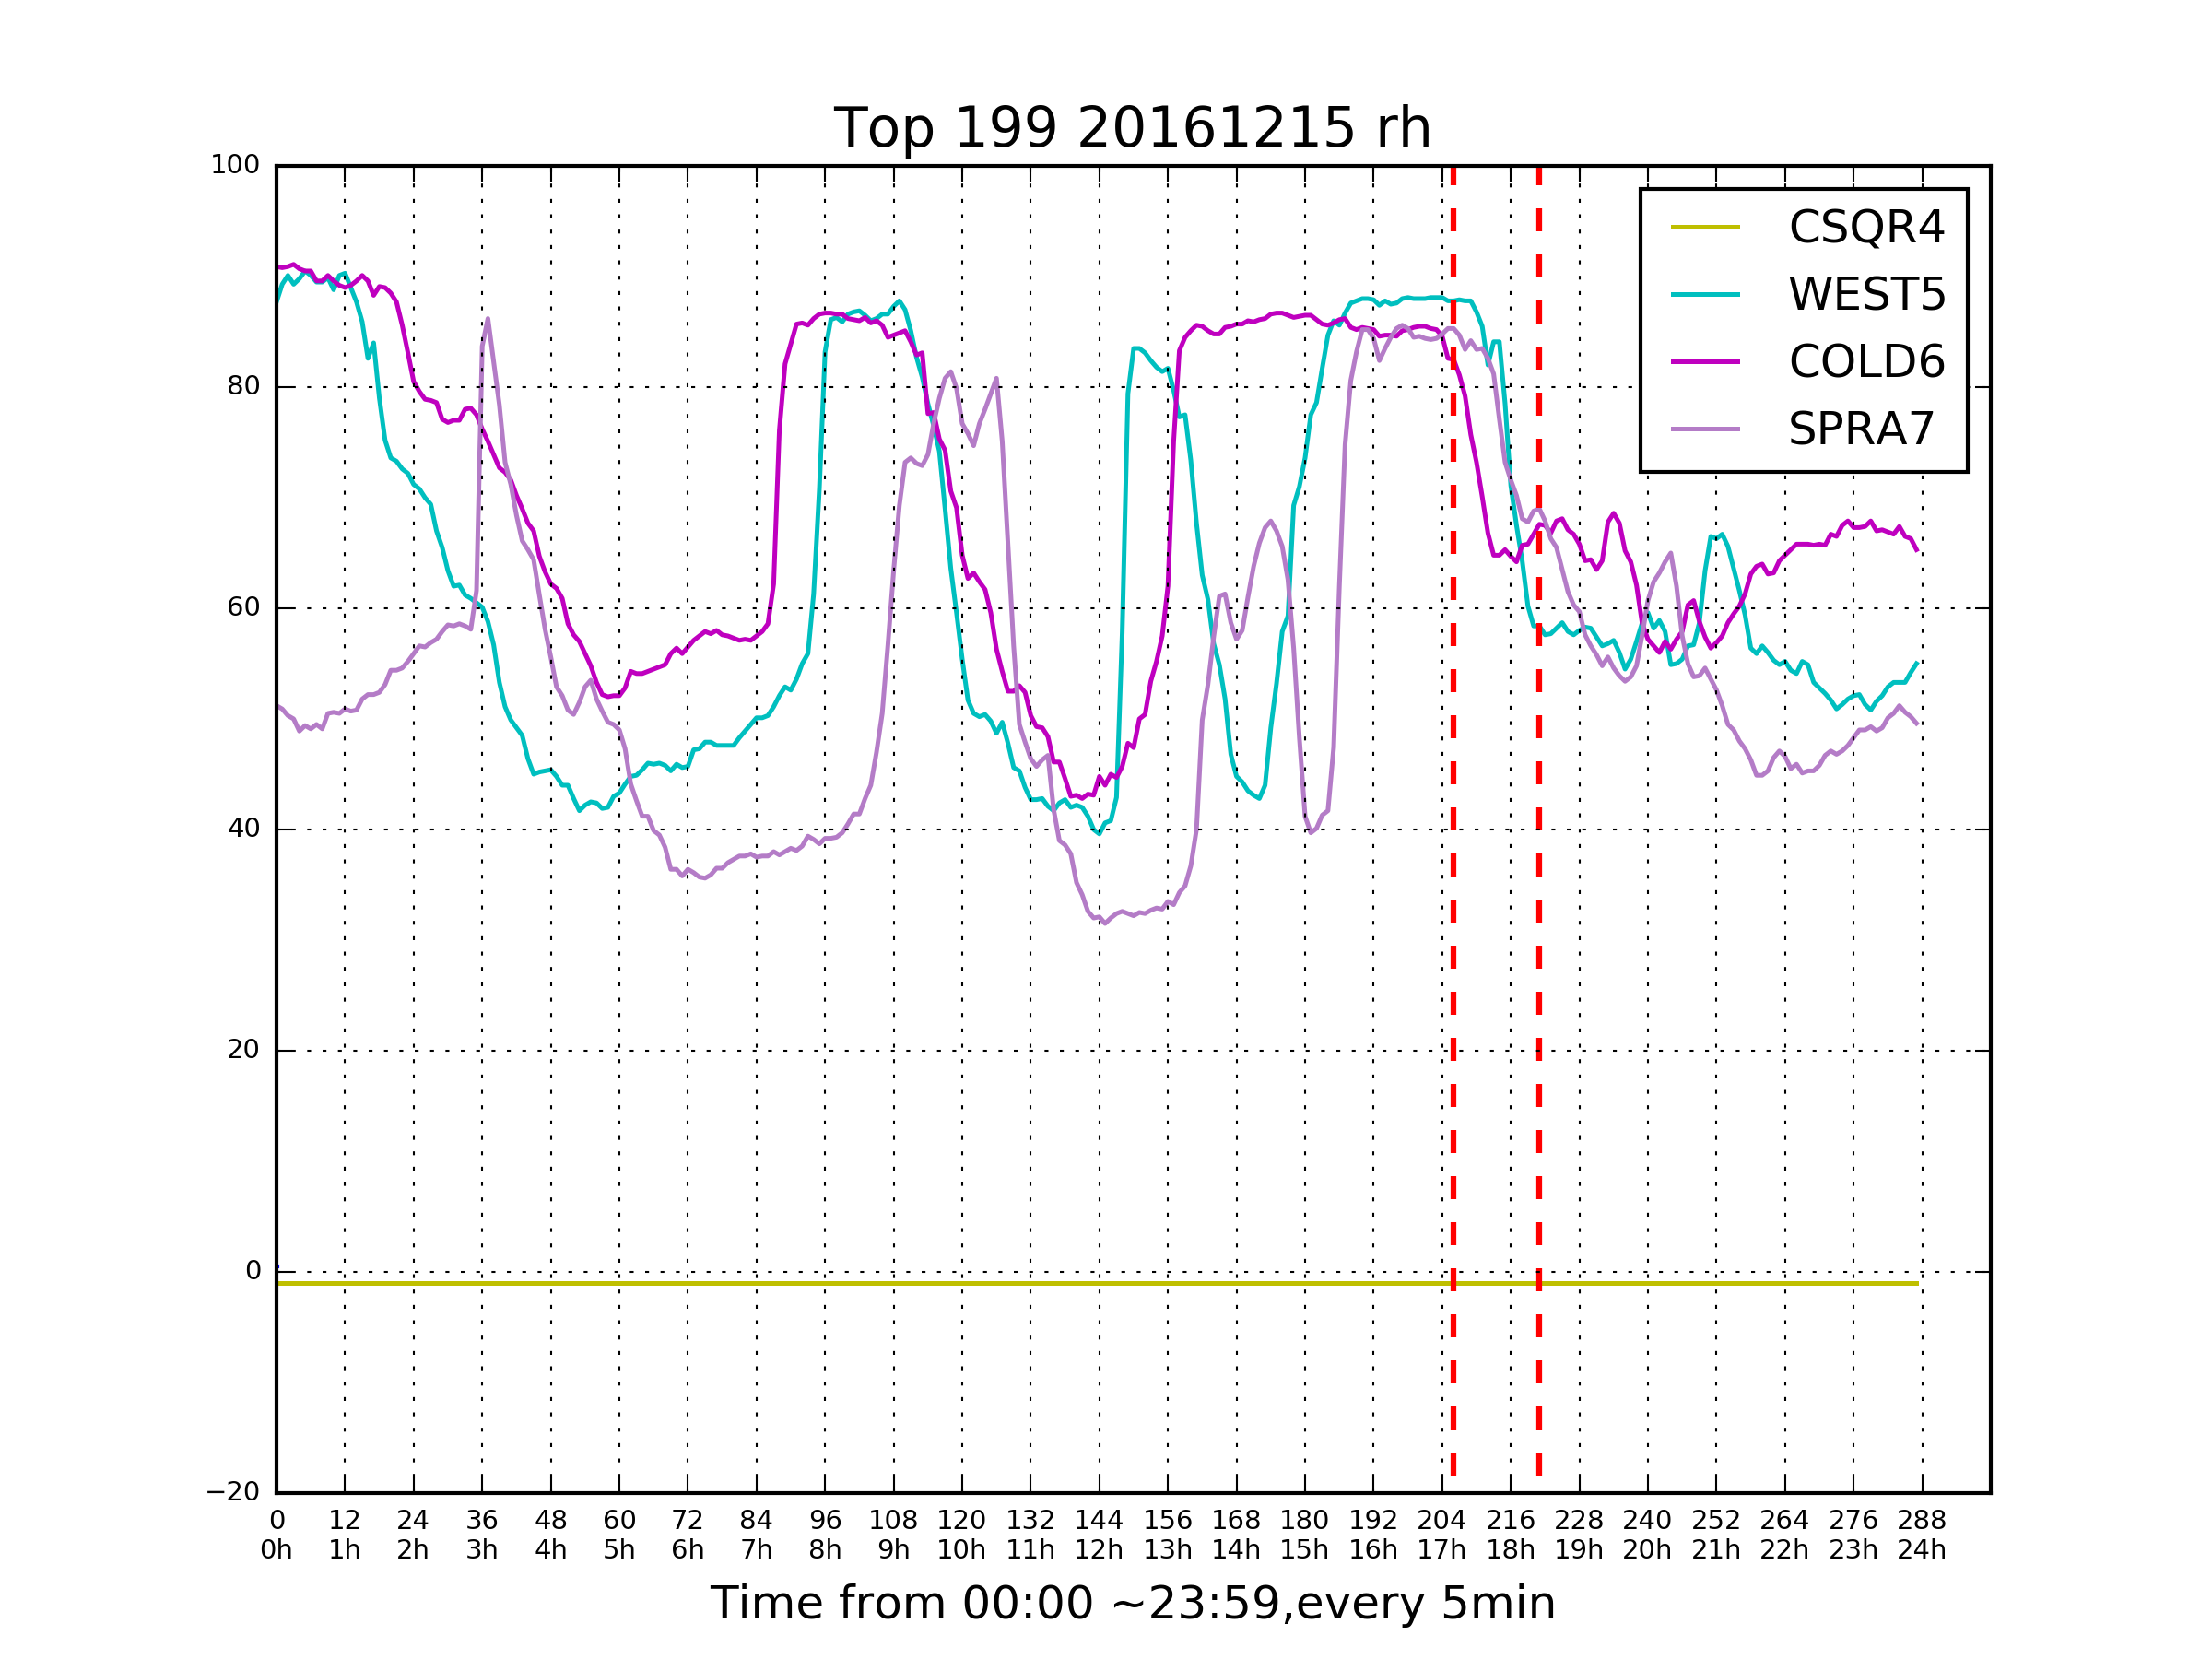 Top 199 20161215 rh
100
80
60
40
20
0
−20
CSQR4
WEST5
COLD6
SPRA7
0 12 24 36 48 60 72 84 96 108 120 132 144 156 168 180 192 204 216 228 240 252 264 276 288
0h 1h 2h 3h 4h 5h 6h 7h 8h 9h 10h 11h 12h 13h 14h 15h 16h 17h 18h 19h 20h 21h 22h 23h 24h
Time from 00:00 ~23:59,every 5min